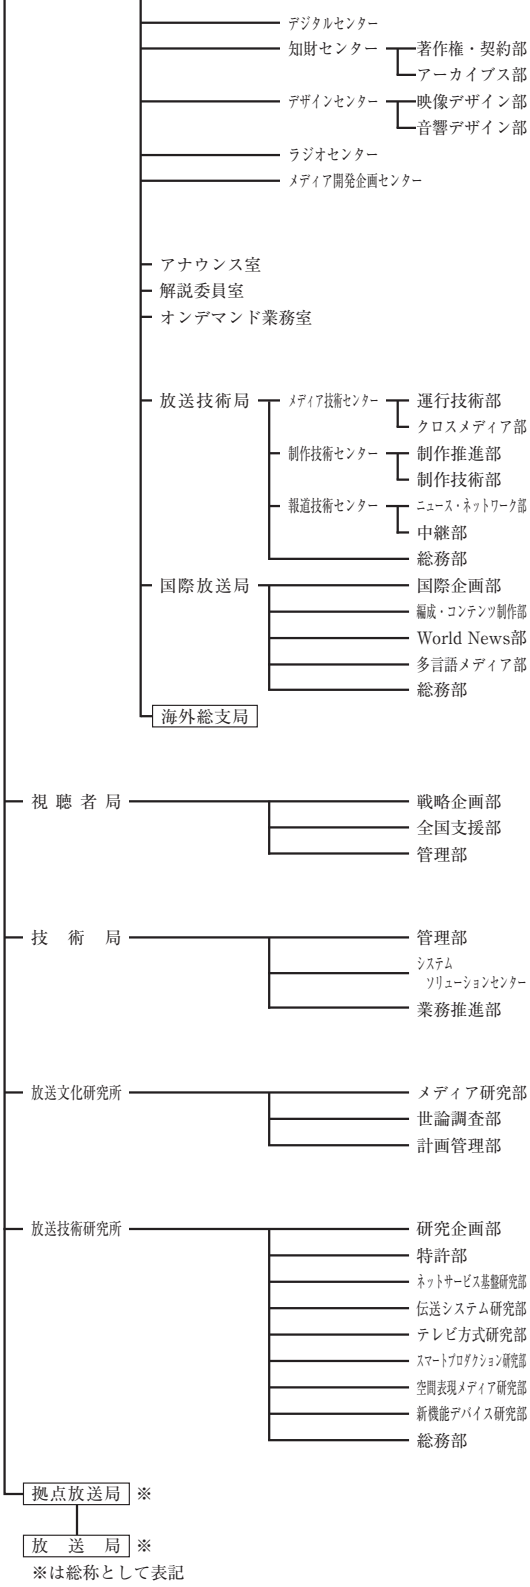 デジタルセンター
知財センター 著作権・契約部
アーカイブス部
デザインセンター 映像デザイン部
音響デザイン部
ラジオセンター
メディア開発企画センター
アナウンス室
解説委員室
オンデマンド業務室
放送技術局 メディア技術センター 運行技術部
クロスメディア部
制作技術センター 制作推進部
制作技術部
報道技術センター ニュース・ネットワーク部
中継部
総務部
国際放送局 国際企画部
編成・コンテンツ制作部
World News部
多言語メディア部
総務部
海外総支局
視聴者局 戦略企画部
全国支援部
管理部
技術局 管理部
システム
ソリューションセンター
業務推進部
放送文化研究所 メディア研究部
世論調査部
計画管理部
放送技術研究所 研究企画部
特許部
ネットサービス基盤研究部
伝送システム研究部
テレビ方式研究部
スマートプロダクション研究部
空間表現メディア研究部
新機能デバイス研究部
総務部
拠点放送局 ※
放送局 ※
※は総称として表記